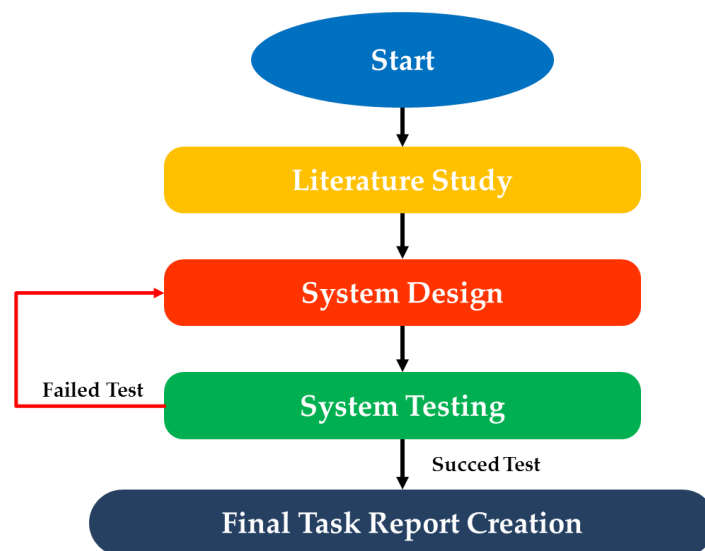 Start
Literature Study
System Design
Failed Test
System Testing
Succed Test
Final Task Report Creation